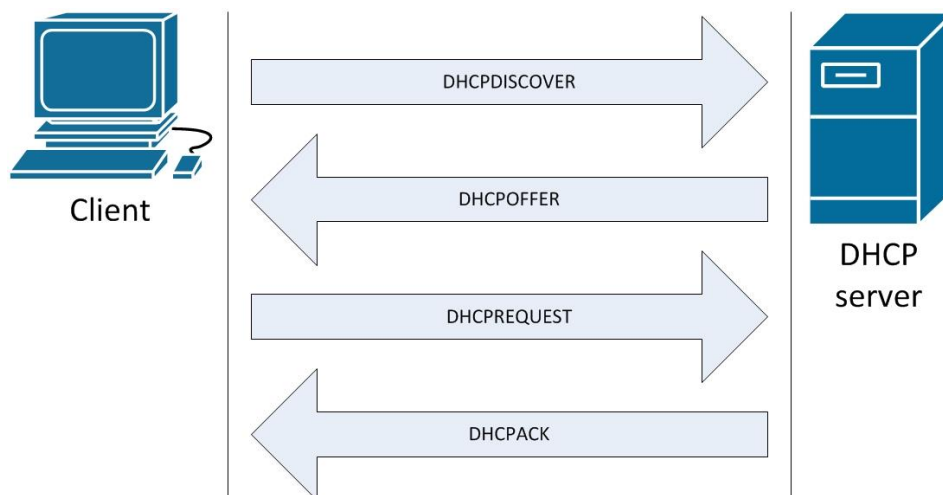 DHCPDISCOVER
DHCPOFFER
Client
DHCP
server
DHCPREQUEST
DHCPACK